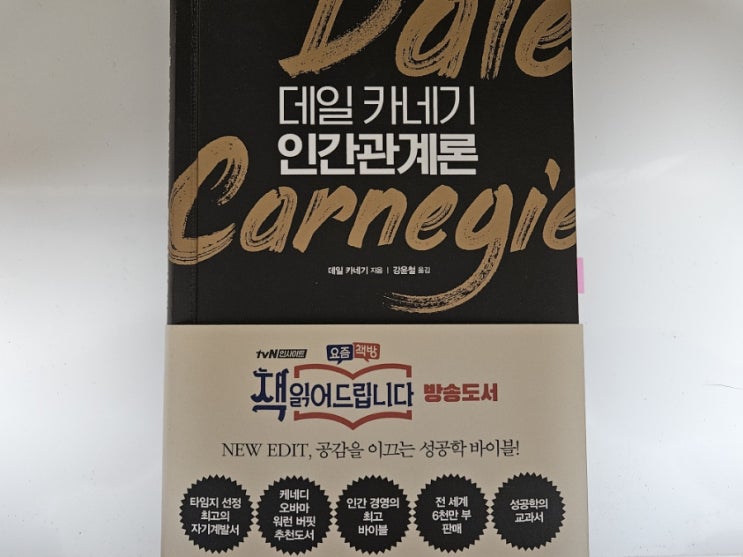 Dale
데일 카네기
인간관계론
Carnegie
데일 카네기 지음 | 강윤철 옮김
tvN 인사이트
요즘 책방
책 읽어드립니다 방송도서
NEW EDIT, 공감을 이끄는 성공학 바이블!
타임지 선정
최고의
자기계발서
케네디
오바마
워런 버핏
추천도서
인간 경영의
최고
바이블
전 세계
6천만 부
판매
성공학의
교과서